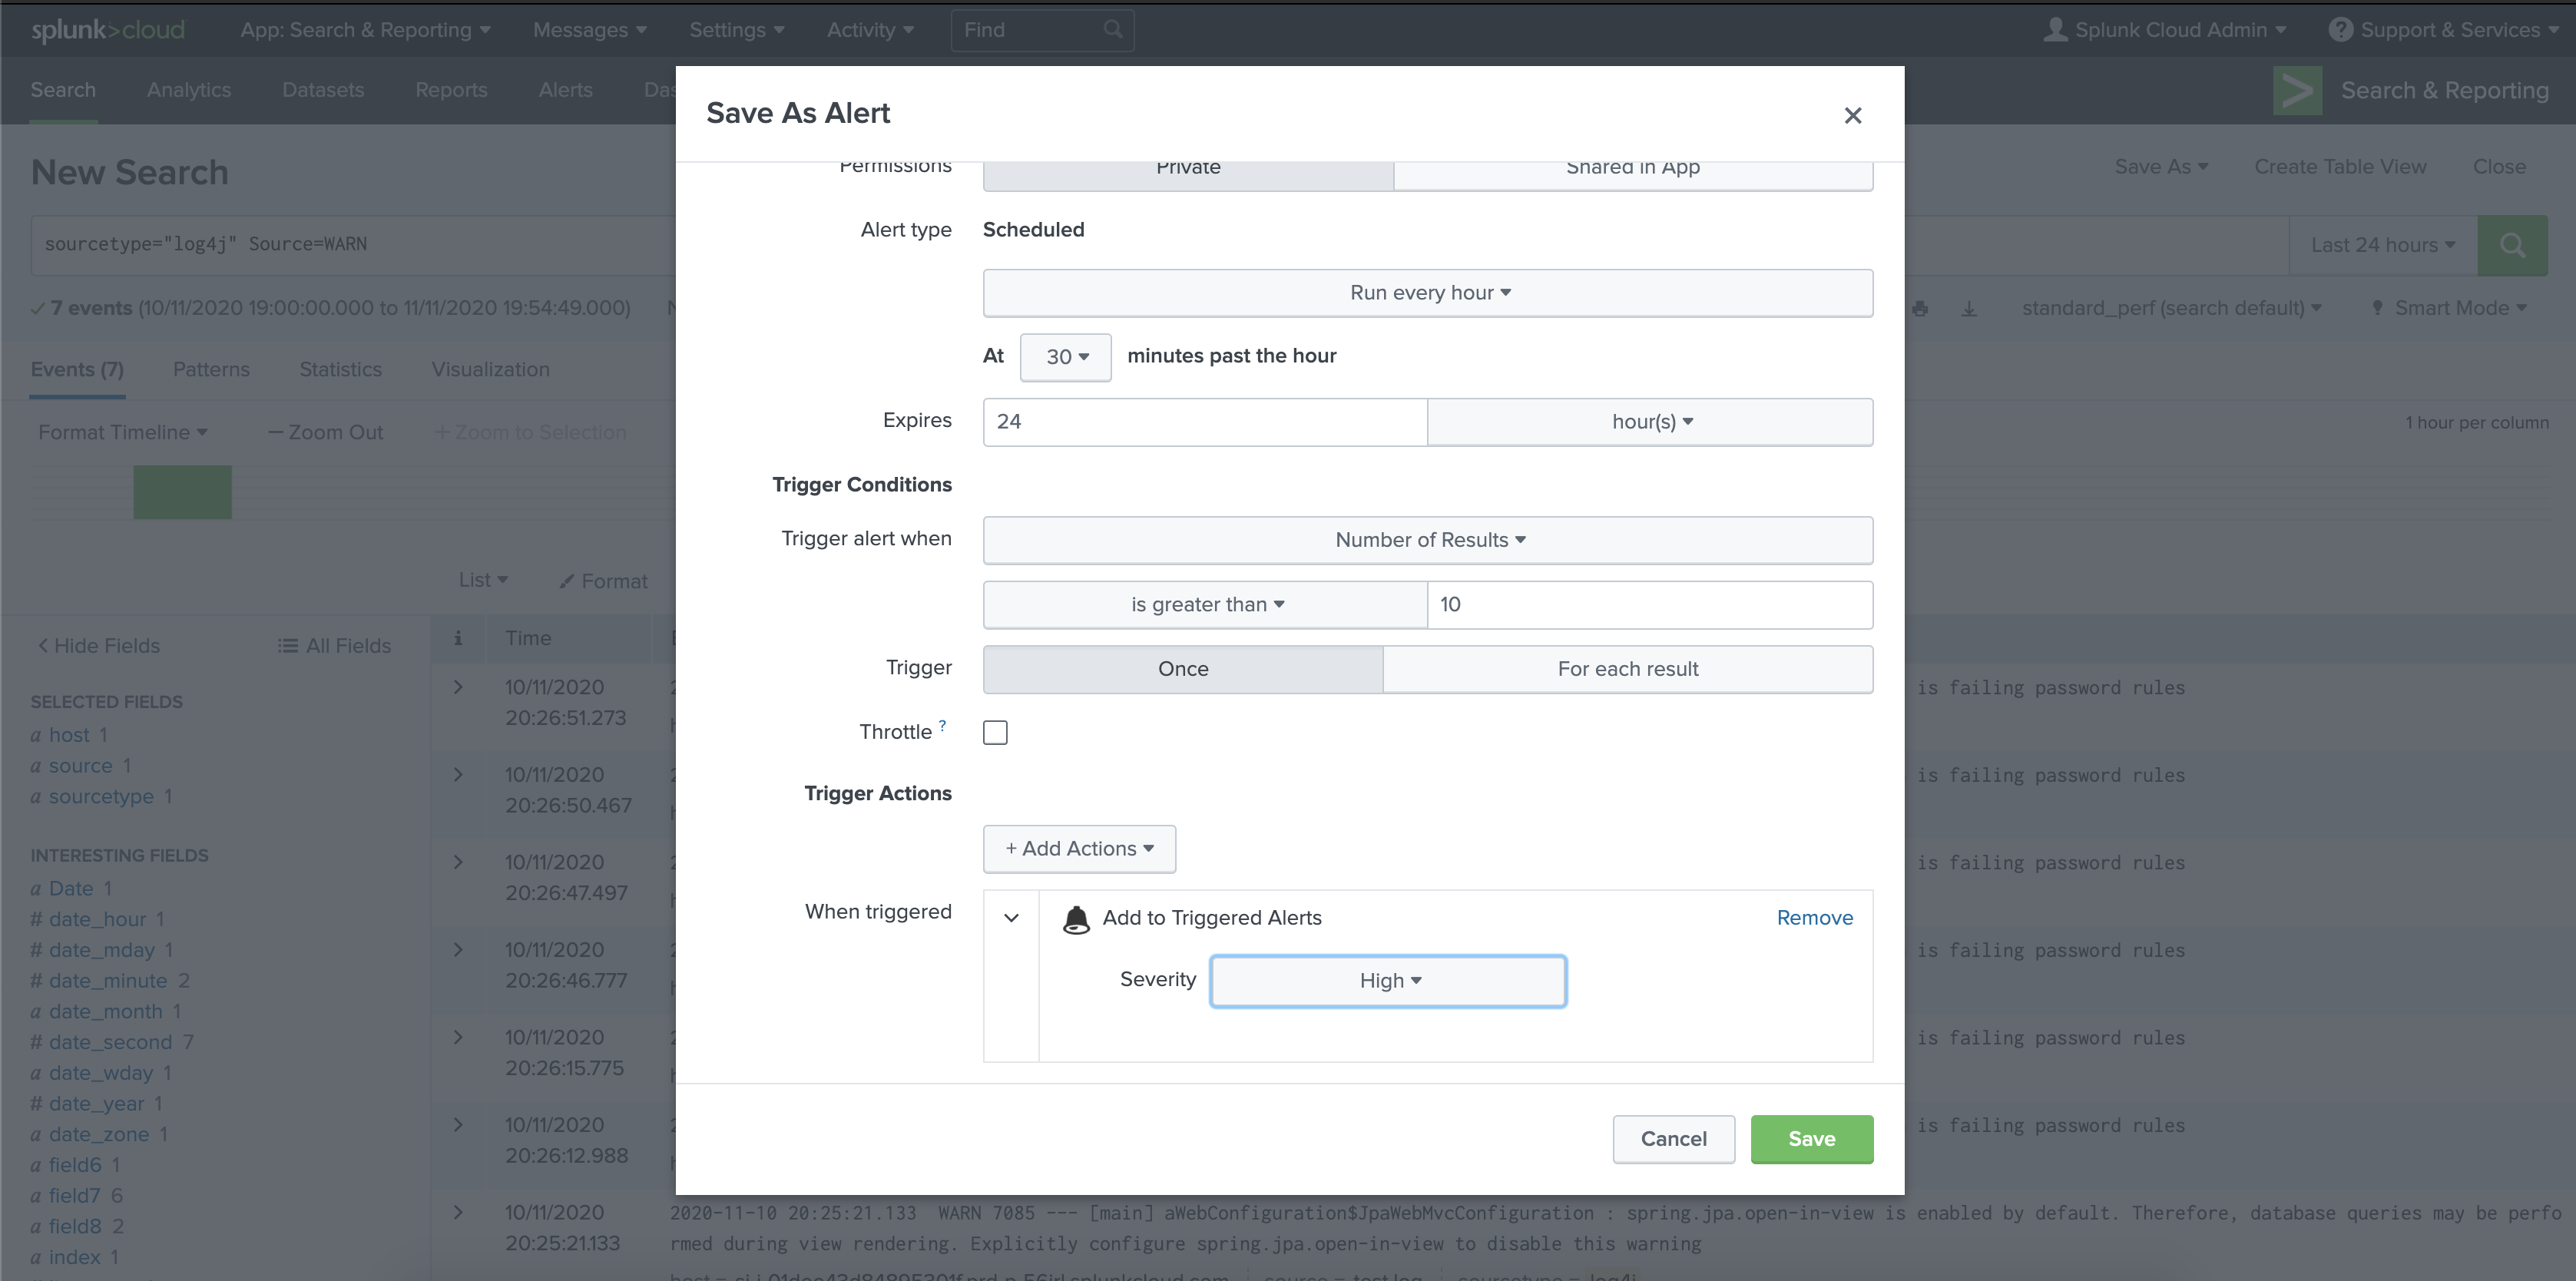 splunk>cloud App: Search & Reporting Messages Settings Activity Find Splunk Cloud Admin ? Support & Services
Search Analytics Datasets Reports Alerts Das > Search & Reporting
New Search Save As Create Table View Close
sourcetype="log4j" Source=WARN Last 24 hours
7 events (10/11/2020 19:00:00.000 to 11/11/2020 19:54:49.000) N standard_perf (search default) Smart Mode
Events (7) Patterns Statistics Visualization
Format Timeline — Zoom Out + Zoom to Selection 1 hour per column
List Format
< Hide Fields All Fields i Time
SELECTED FIELDS
a host 1
a source 1
a sourcetype 1
INTERESTING FIELDS
a Date 1
# date_hour 1
# date_mday 1
# date_minute 2
a date_month 1
# date_second 7
a date_wday 1
# date_year 1
a date_zone 1
a field6 1
a field7 6
a field8 2
a index 1
> 10/11/2020 is failing password rules
20:26:51.273
> 10/11/2020 is failing password rules
20:26:50.467
> 10/11/2020 is failing password rules
20:26:47.497
> 10/11/2020 is failing password rules
20:26:46.777
> 10/11/2020 is failing password rules
20:26:15.775
> 10/11/2020 is failing password rules
20:26:12.988
> 10/11/2020 2020-11-10 20:25:21.133 WARN 7085 --- [main] aWebConfiguration$JpaWebMvcConfiguration : spring.jpa.open-in-view is enabled by default. Therefore, database queries may be perfo
20:25:21.133 rmed during view rendering. Explicitly configure spring.jpa.open-in-view to disable this warning
Save As Alert
Permissions Private Shared in App
Alert type Scheduled
Run every hour
At 30 minutes past the hour
Expires 24 hour(s)
Trigger Conditions
Trigger alert when Number of Results
is greater than 10
Trigger Once For each result
Throttle ?
Trigger Actions
+ Add Actions
When triggered Add to Triggered Alerts Remove
Severity High
Cancel Save